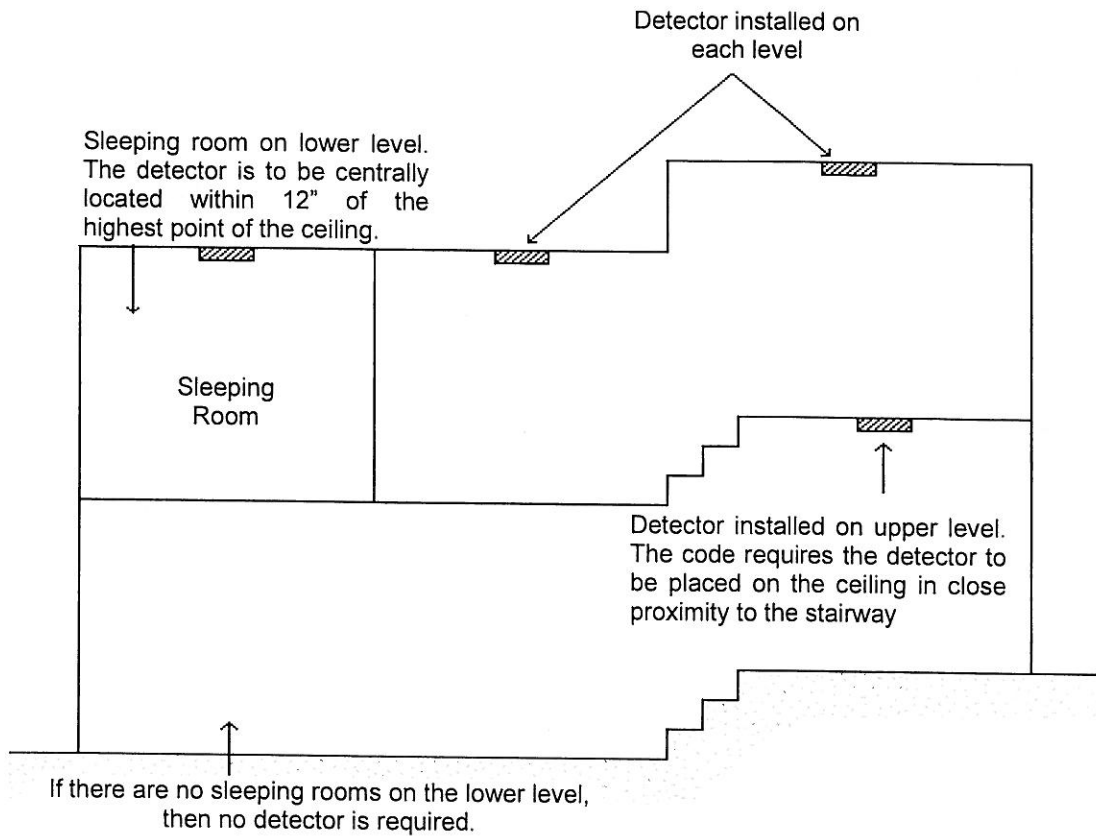 Detector installed on
each level
Sleeping room on lower level.
The detector is to be centrally
located within 12” of the
highest point of the ceiling.
Sleeping
Room
Detector installed on upper level.
The code requires the detector to
be placed on the ceiling in close
proximity to the stairway
If there are no sleeping rooms on the lower level,
then no detector is required.